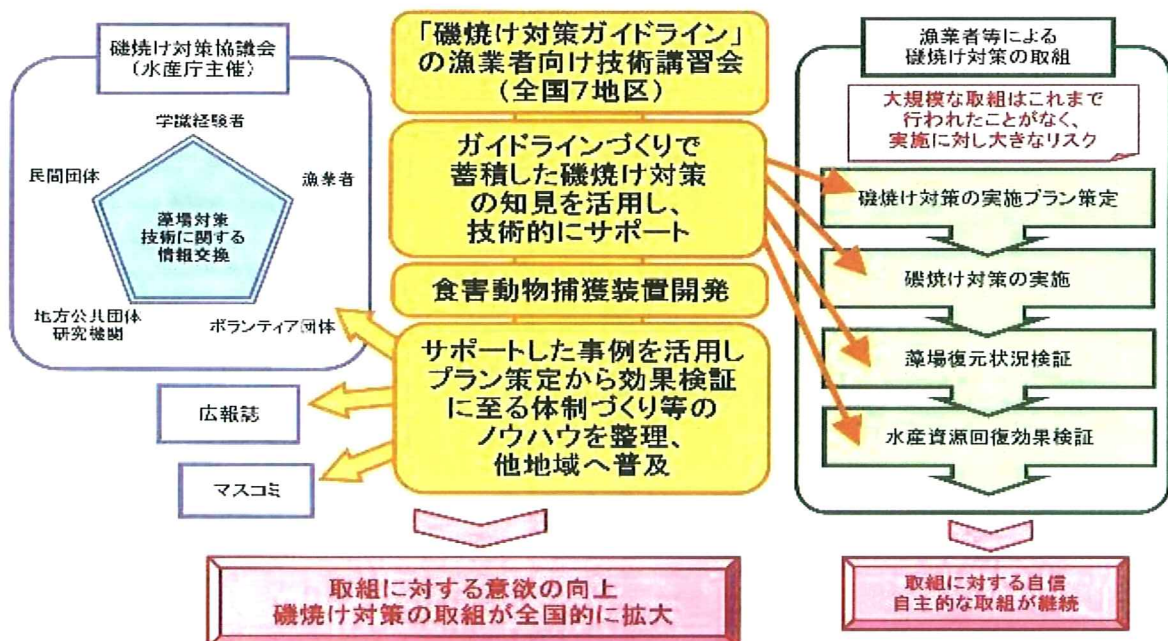 磯焼け対策協議会
(水産庁主催)
学識経験者
民間団体
漁業者
藻場対策
技術に関する
情報交換
地方公共団体
研究機関
ボランティア団体
広報誌
マスコミ
「磯焼け対策ガイドライン」
の漁業者向け技術講習会
(全国7地区)
ガイドラインづくりで
蓄積した磯焼け対策
の知見を活用し、
技術的にサポート
食害動物捕獲装置開発
サポートした事例を活用し
プラン策定から効果検証
に至る体制づくり等の
ノウハウを整理、
他地域へ普及
取組に対する意欲の向上
磯焼け対策の取組が全国的に拡大
漁業者等による
磯焼け対策の取組
大規模な取組はこれまで
行われたことがなく、
実施に対し大きなリスク
磯焼け対策の実施プラン策定
磯焼け対策の実施
藻場復元状況検証
水産資源回復効果検証
取組に対する自信
自主的な取組が継続